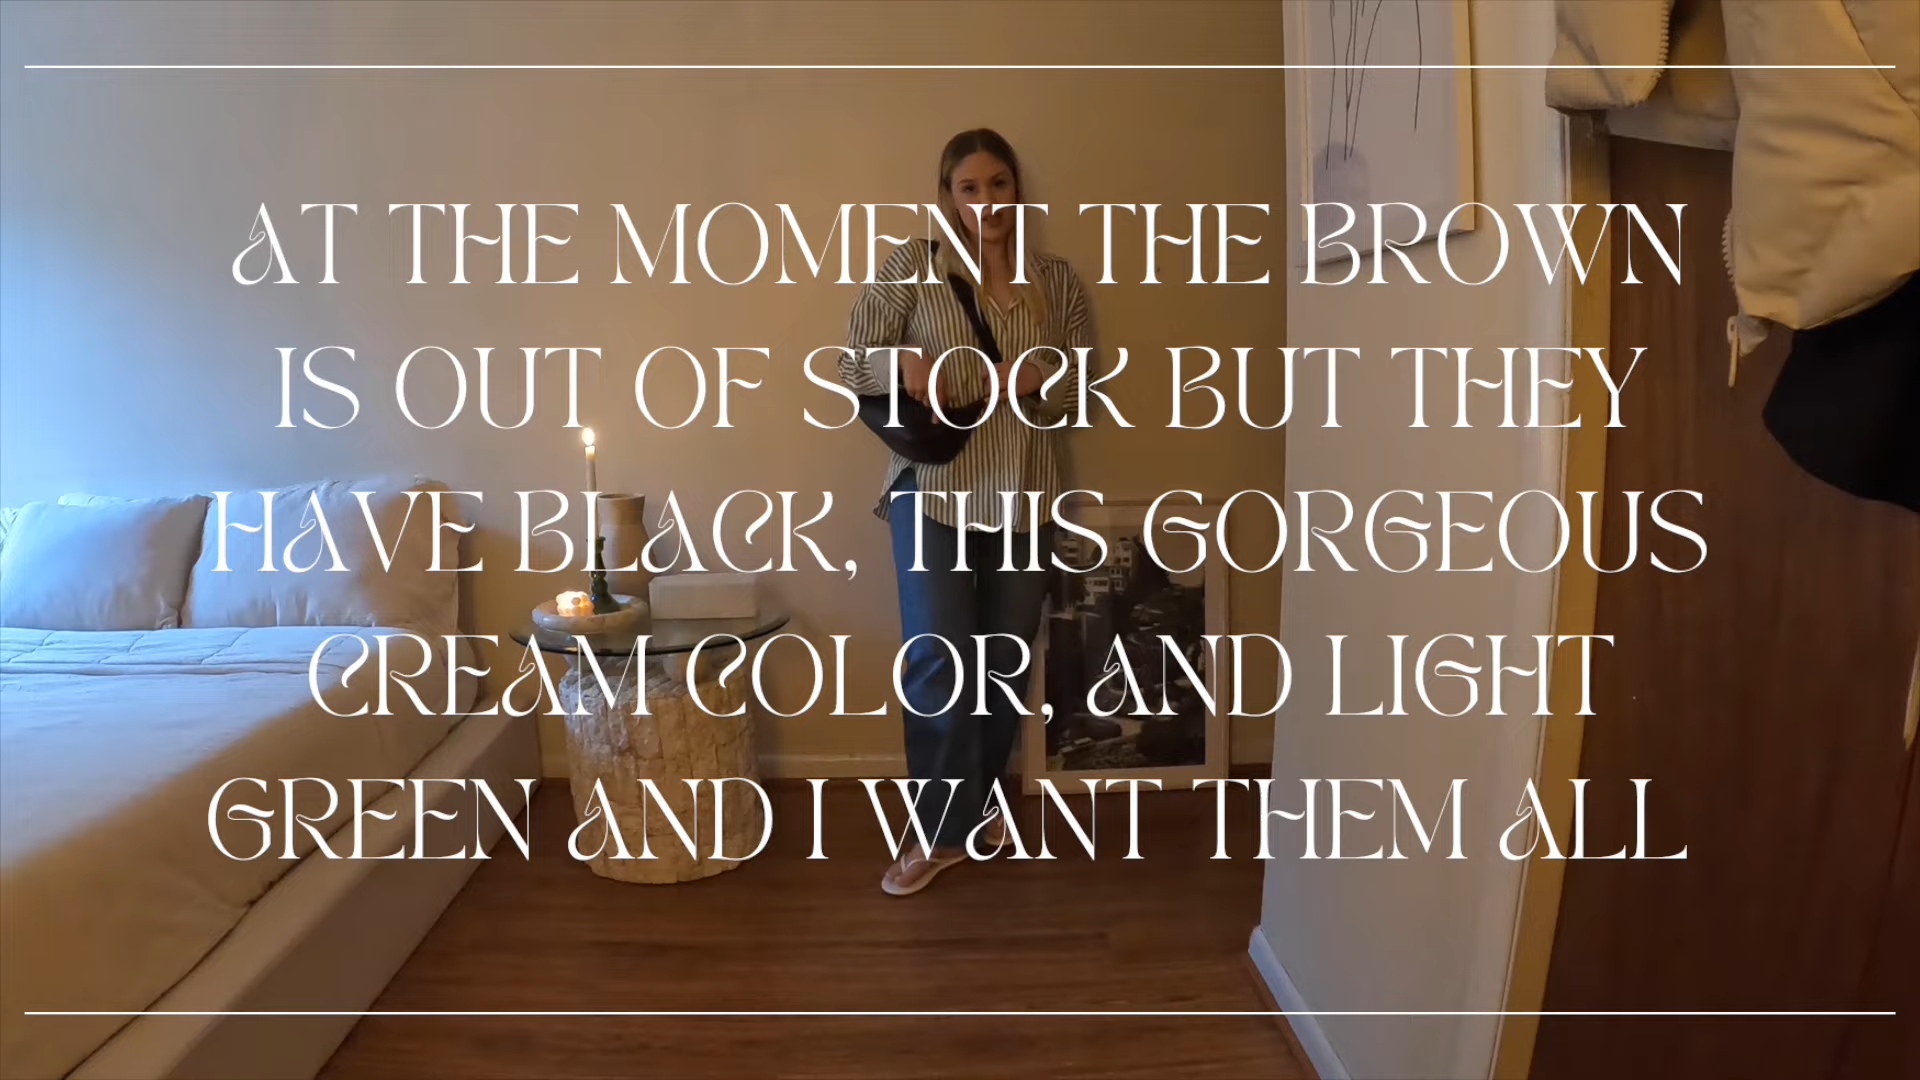 AT THE MOMENT THE BROWN
IS OUT OF STOCK BUT THEY
HAVE BLACK, THIS GORGEOUS
CREAM COLOR, AND LIGHT
GREEN AND I WANT THEM ALL